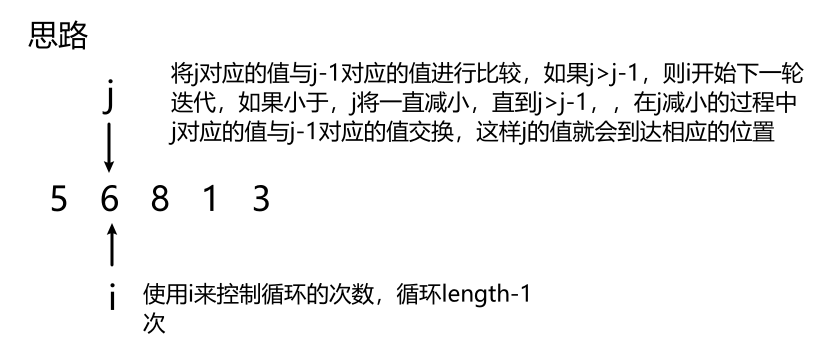 思路
将j对应的值与j-1对应的值进行比较，如果j>j-1，则i开始下一轮
迭代，如果小于，j将一直减小，直到j>j-1，，在j减小的过程中
j对应的值与j-1对应的值交换，这样j的值就会到达相应的位置
j
5 6 8 1 3
i
使用i来控制循环的次数，循环length-1
次